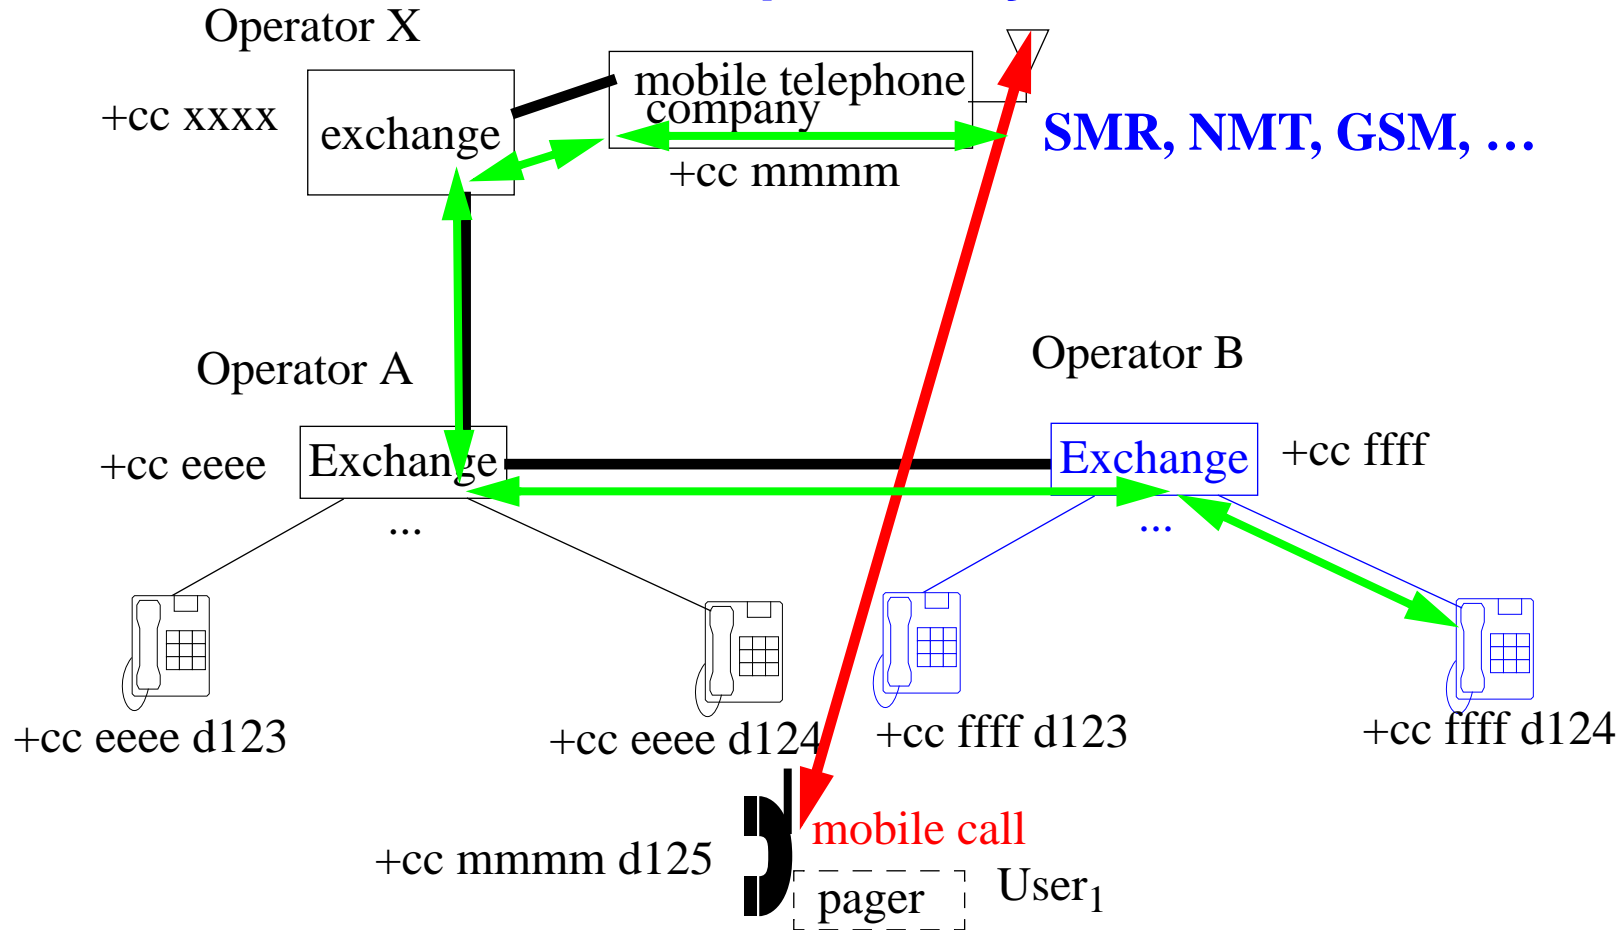 Operator X
mobile telephone
company
+cc xxxx
exchange
SMR, NMT, GSM, …
+cc mmmm
Operator A
Operator B
+cc eeee
Exchange
Exchange
+cc ffff
...
...
+cc eeee d123
+cc eeee d124
+cc ffff d123
+cc ffff d124
mobile call
+cc mmmm d125
pager
User1